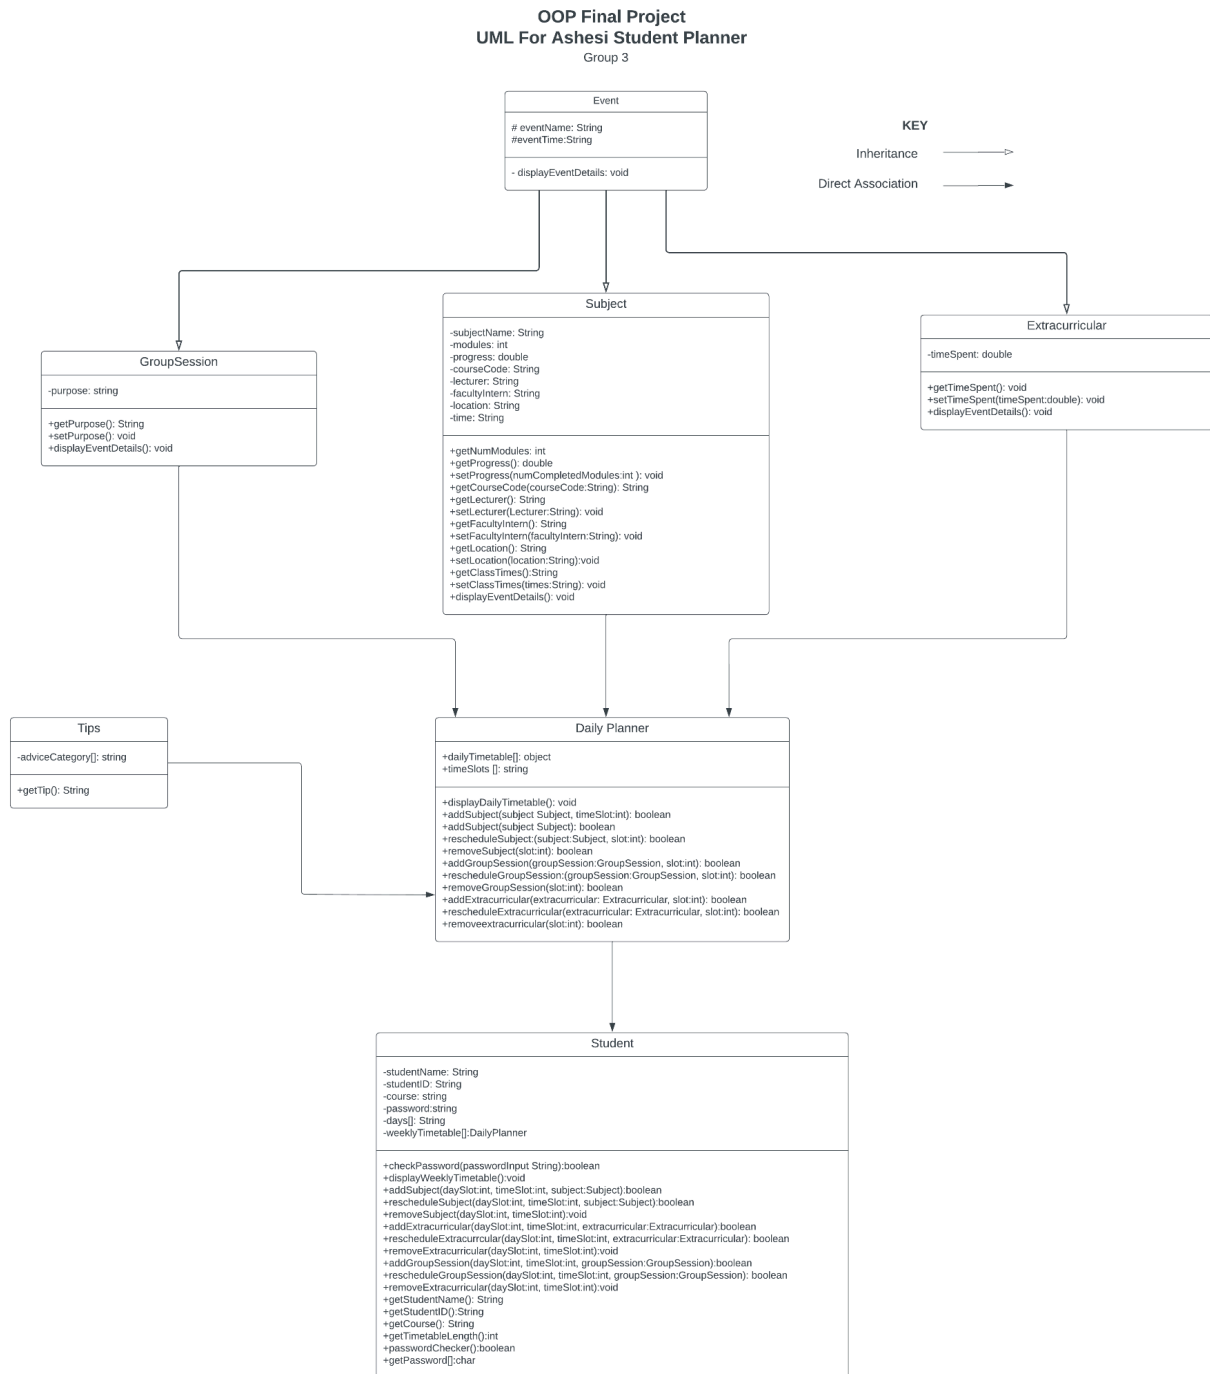 OOP Final Project
UML For Ashesi Student Planner
Group 3
Event
# eventName: String
#eventTime:String
- displayEventDetails: void
KEY
Inheritance
Direct Association
GroupSession
-purpose: string
+getPurpose(): String
+setPurpose(): void
+displayEventDetails(): void
Subject
-subjectName: String
-modules: int
-progress: double
-courseCode: String
-lecturer: String
-facultyIntern: String
-location: String
-time: String
+getNumModules: int
+getProgress(): double
+setProgress(numCompletedModules:int ): void
+getCourseCode(courseCode:String): String
+getLecturer(): String
+setLecturer(Lecturer:String): void
+getFacultyIntern(): String
+setFacultyIntern(facultyIntern:String): void
+getLocation(): String
+setLocation(location:String):void
+getClassTimes():String
+setClassTimes(times:String): void
+displayEventDetails(): void
Extracurricular
-timeSpent: double
+getTimeSpent(): void
+setTimeSpent(timeSpent:double): void
+displayEventDetails(): void
Tips
-adviceCategory[]: string
+getTip(): String
Daily Planner
+dailyTimetable[]: object
+timeSlots []: string
+displayDailyTimetable(): void
+addSubject(subject Subject, timeSlot:int): boolean
+addSubject(subject Subject): boolean
+rescheduleSubject:(subject:Subject, slot:int): boolean
+removeSubject(slot:int): boolean
+addGroupSession(groupSession:GroupSession, slot:int): boolean
+rescheduleGroupSession:(groupSession:GroupSession, slot:int): boolean
+removeGroupSession(slot:int): boolean
+addExtracurricular(extracurricular: Extracurricular, slot:int): boolean
+rescheduleExtracurricular(extracurricular: Extracurricular, slot:int): boolean
+removeextracurricular(slot:int): boolean
Student
-studentName: String
-studentID: String
-course: string
-password:string
-days[]: String
-weeklyTimetable[]:DailyPlanner
+checkPassword(passwordInput String):boolean
+displayWeeklyTimetable():void
+addSubject(daySlot:int, timeSlot:int, subject:Subject):boolean
+rescheduleSubject(daySlot:int, timeSlot:int, subject:Subject):boolean
+removeSubject(daySlot:int, timeSlot:int):void
+addExtracurricular(daySlot:int, timeSlot:int, extracurricular:Extracurricular):boolean
+rescheduleExtracurrcular(daySlot:int, timeSlot:int, extracurricular:Extracurricular): boolean
+removeExtracurricular(daySlot:int, timeSlot:int):void
+addGroupSession(daySlot:int, timeSlot:int, groupSession:GroupSession):boolean
+rescheduleGroupSession(daySlot:int, timeSlot:int, groupSession:GroupSession): boolean
+removeExtracurricular(daySlot:int, timeSlot:int):void
+getStudentName(): String
+getStudentID():String
+getCourse(): String
+getTimetableLength():int
+passwordChecker():boolean
+getPassword[]:char